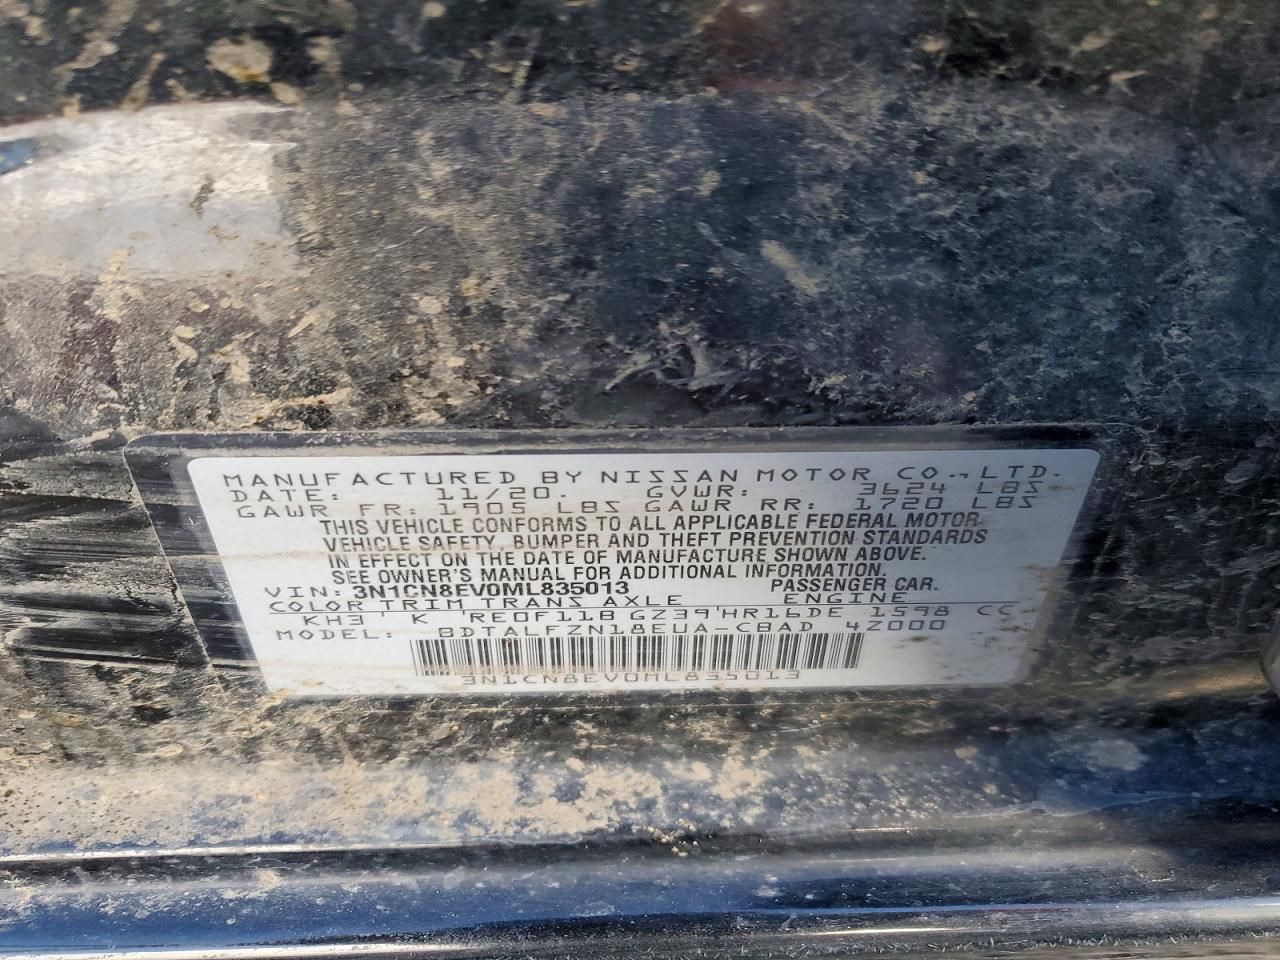 MANUFACTURED BY NISSAN MOTOR CO., LTD.
DATE: 11/20. GVWR: 3624 LBS
GAWR FR: 1905 LBS GAWR RR: 1720 LBS
THIS VEHICLE CONFORMS TO ALL APPLICABLE FEDERAL MOTOR
VEHICLE SAFETY, BUMPER AND THEFT PREVENTION STANDARDS
IN EFFECT ON THE DATE OF MANUFACTURE SHOWN ABOVE.
SEE OWNER'S MANUAL FOR ADDITIONAL INFORMATION.
VIN: 3N1CN8EV0ML835013 PASSENGER CAR.
COLOR TRIM TRANS AXLE ENGINE
KH3 ' K 'RE0F11B GZ39'HR16DE 1598 CC
MODEL: BDTALFZN18EUA-CBAD 4Z000
3N1CN8EV0ML835013